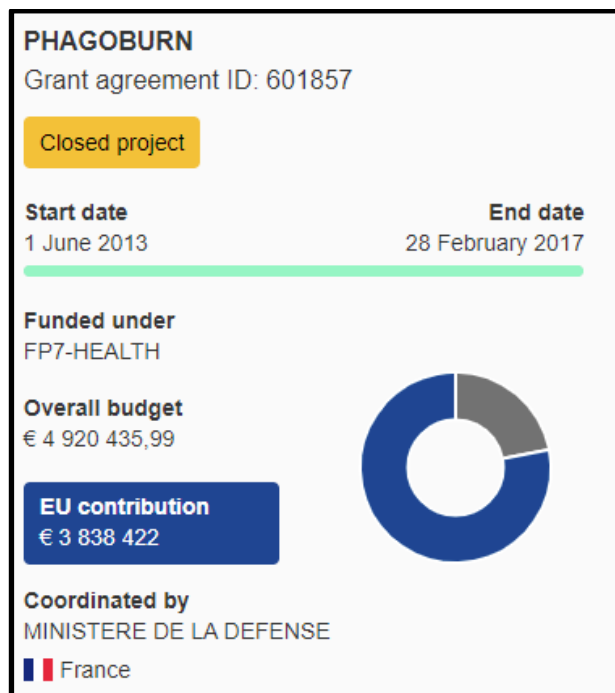 PHAGOBURN
Grant agreement ID: 601857
Closed project
Start date
End date
1 June 2013
28 February 2017
Funded under
FP7-HEALTH
Overall budget
€ 4 920 435,99
EU contribution
€ 3 838 422
Coordinated by
MINISTERE DE LA DEFENSE
France